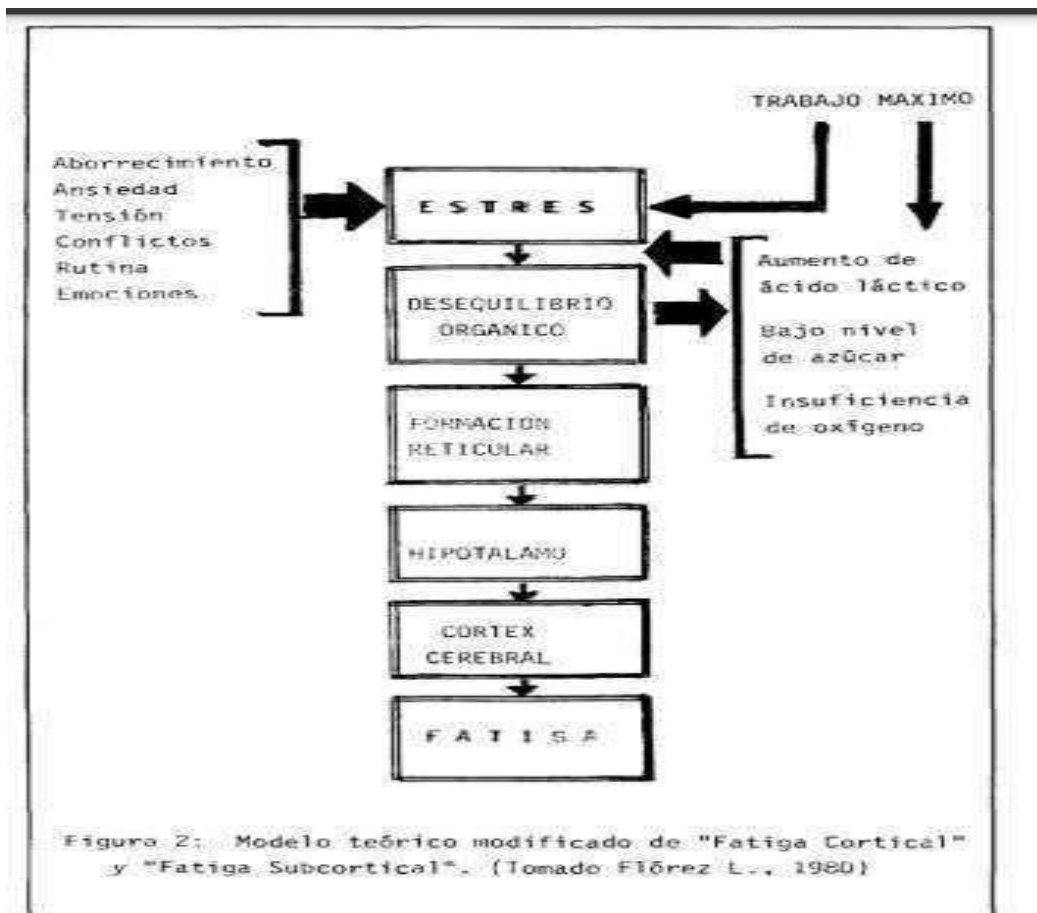 TRABAJO MAXIMO
Aborrecimiento
Ansiedad
Tensión
Conflictos
Rutina
Emociones
E S T R E S
Aumento de
ácido láctico
Bajo nivel
de azúcar
Insuficiencia
de oxígeno
DESEQUILIBRIO
ORGANICO
FORMACION
RETICULAR
HIPOTALAMO
CORTEX
CEREBRAL
F A T I G A
Figura 2: Modelo teórico modificado de "Fatiga Cortical"
y "Fatiga Subcortical". (Tomado Flórez L., 1980)